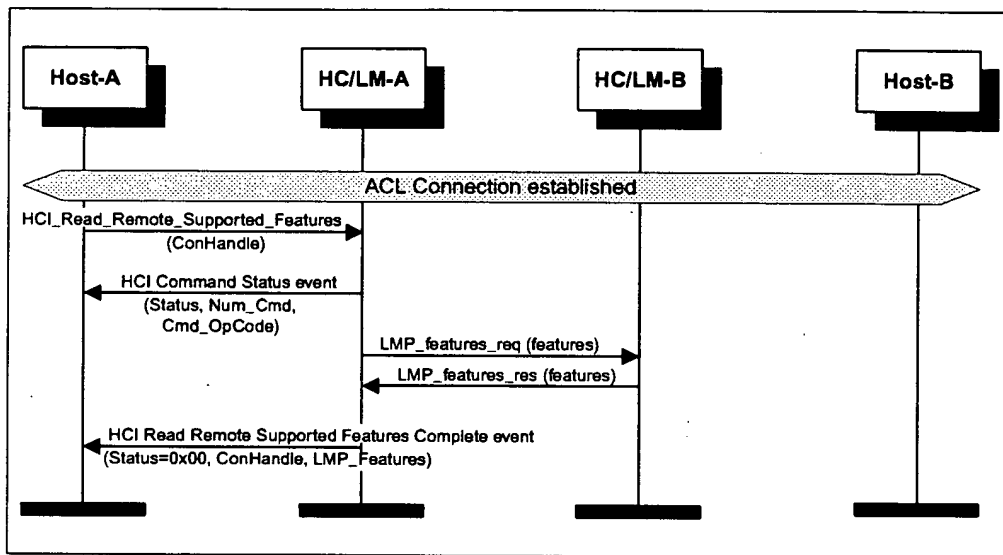 Host-A
HC/LM-A
HC/LM-B
Host-B
ACL Connection established
HCI_Read_Remote_Supported_Features
(ConHandle)
HCI Command Status event
(Status, Num_Cmd,
Cmd_OpCode)
LMP_features_req (features)
LMP_features_res (features)
HCI Read Remote Supported Features Complete event
(Status=0x00, ConHandle, LMP_Features)